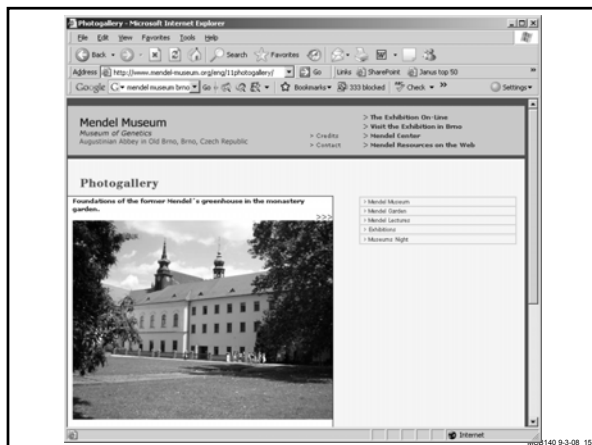 Photogallery - Microsoft Internet Explorer
File Edit View Favorites Tools Help
Back Search Favorites
Address http://www.mendel-museum.org/eng/11photogallery/ Go Links SharePoint Janus top 50 »
Google mendel museum brno Go Bookmarks 333 blocked Check » Settings
Mendel Museum
Museum of Genetics
Augustinian Abbey in Old Brno, Brno, Czech Republic
> Credits
> Contact
> The Exhibition On-Line
> Visit the Exhibition in Brno
> Mendel Center
> Mendel Resources on the Web
Photogallery
Foundations of the former Mendel´s greenhouse in the monastery
garden.
>>>
› Mendel Museum
› Mendel Garden
› Mendel Lectures
› Exhibitions
› Museums Night
Internet
9-3-08 15